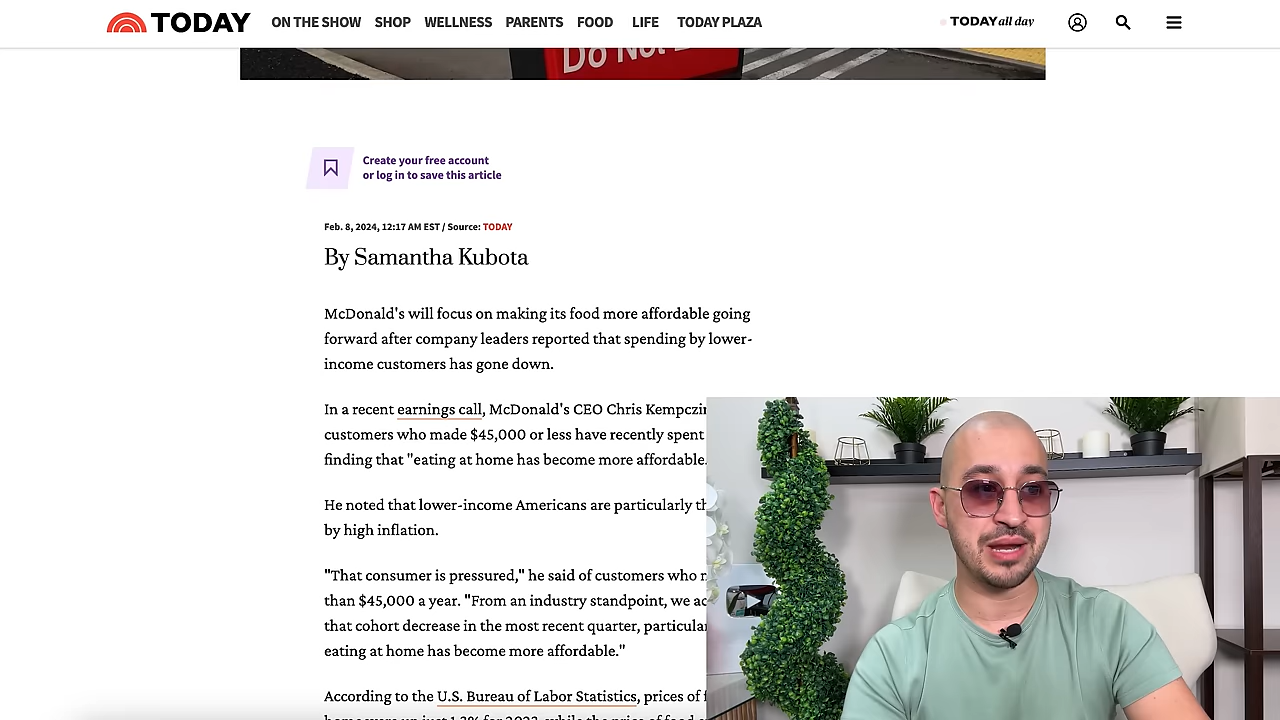 TODAY
ON THE SHOW SHOP WELLNESS PARENTS FOOD LIFE TODAY PLAZA
TODAY all day
Do Not
Create your free account
or log in to save this article
Feb. 8, 2024, 12:17 AM EST / Source: TODAY
By Samantha Kubota
McDonald's will focus on making its food more affordable going
forward after company leaders reported that spending by lower-
income customers has gone down.
In a recent earnings call, McDonald's CEO Chris
customers who made $45,000 or less have recently spent
finding that "eating at home has become more affordable.
He noted that lower-income Americans are particularly
by high inflation.
"That consumer is pressured," he said of customers who
than $45,000 a year. "From an industry standpoint, we
that cohort decrease in the most recent quarter,
eating at home has become more affordable."
According to the U.S. Bureau of Labor Statistics, prices of